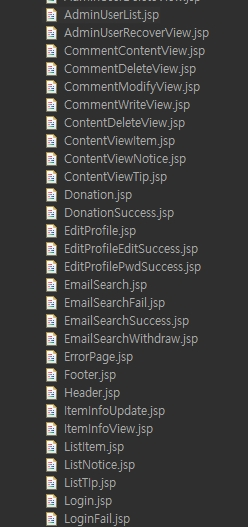 AdminUserList.jsp
AdminUserRecoverView.jsp
CommentContentView.jsp
CommentDeleteView.jsp
CommentModifyView.jsp
CommentWriteView.jsp
ContentDeleteView.jsp
ContentViewItem.jsp
ContentViewNotice.jsp
ContentViewTip.jsp
Donation.jsp
DonationSuccess.jsp
EditProfile.jsp
EditProfileEditSuccess.jsp
EditProfilePwdSuccess.jsp
EmailSearch.jsp
EmailSearchFail.jsp
EmailSearchSuccess.jsp
EmailSearchWithdraw.jsp
ErrorPage.jsp
Footer.jsp
Header.jsp
ItemInfoUpdate.jsp
ItemInfoView.jsp
ListItem.jsp
ListNotice.jsp
ListTip.jsp
Login.jsp
LoginFail.jsp